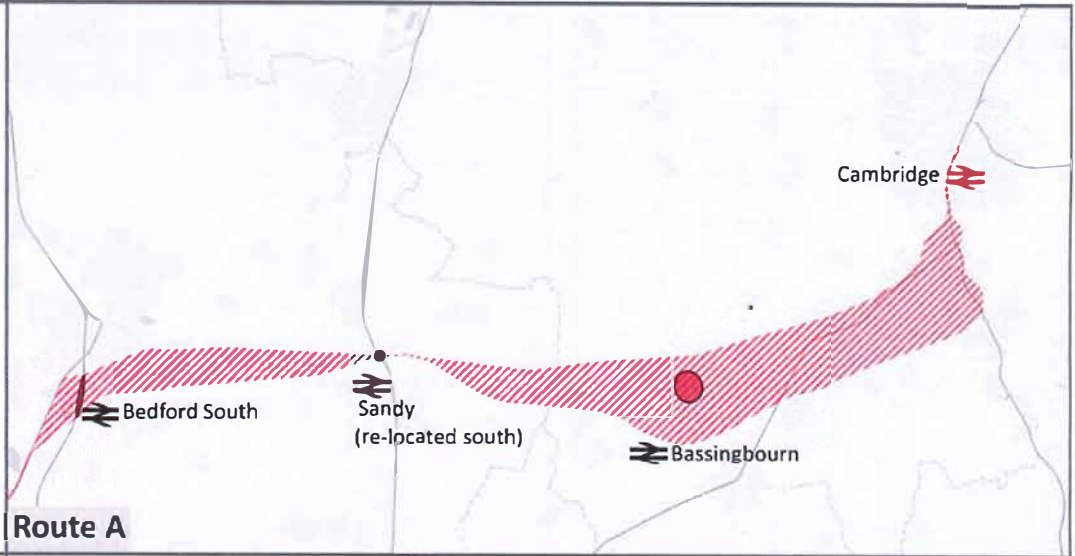 Cambridge
Bedford South
Sandy
(re-located south)
Bassingbourn
Route A